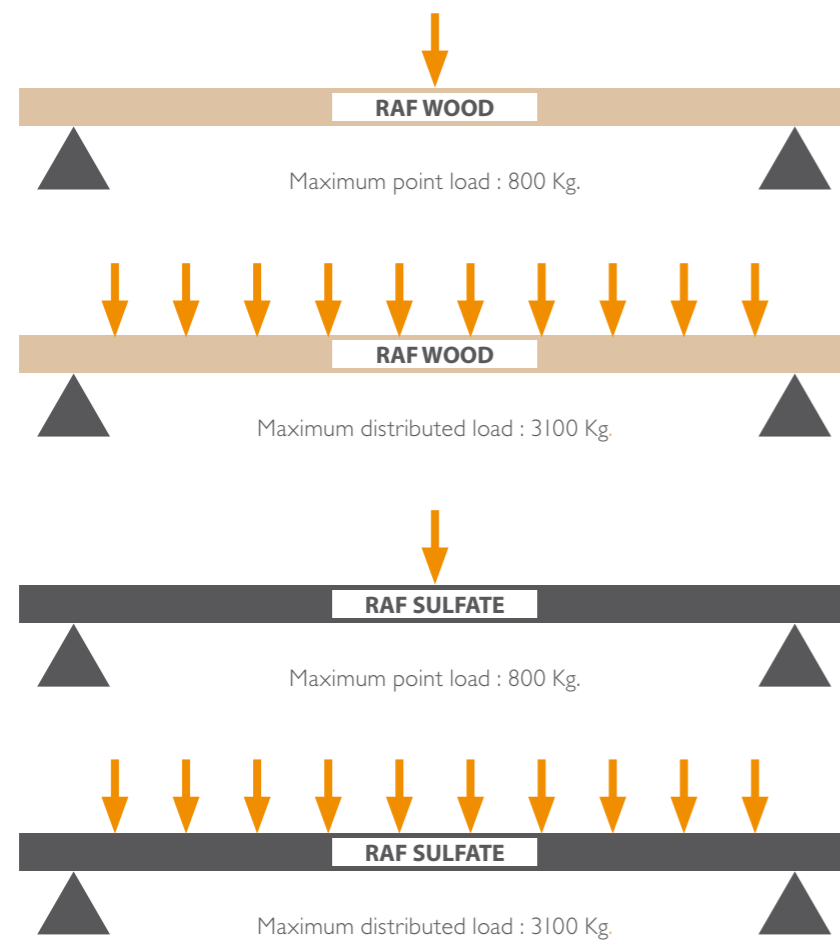 RAF WOOD
Maximum point load : 800 Kg.
RAF WOOD
Maximum distributed load : 3100 Kg.
RAF SULFATE
Maximum point load : 800 Kg.
RAF SULFATE
Maximum distributed load : 3100 Kg.